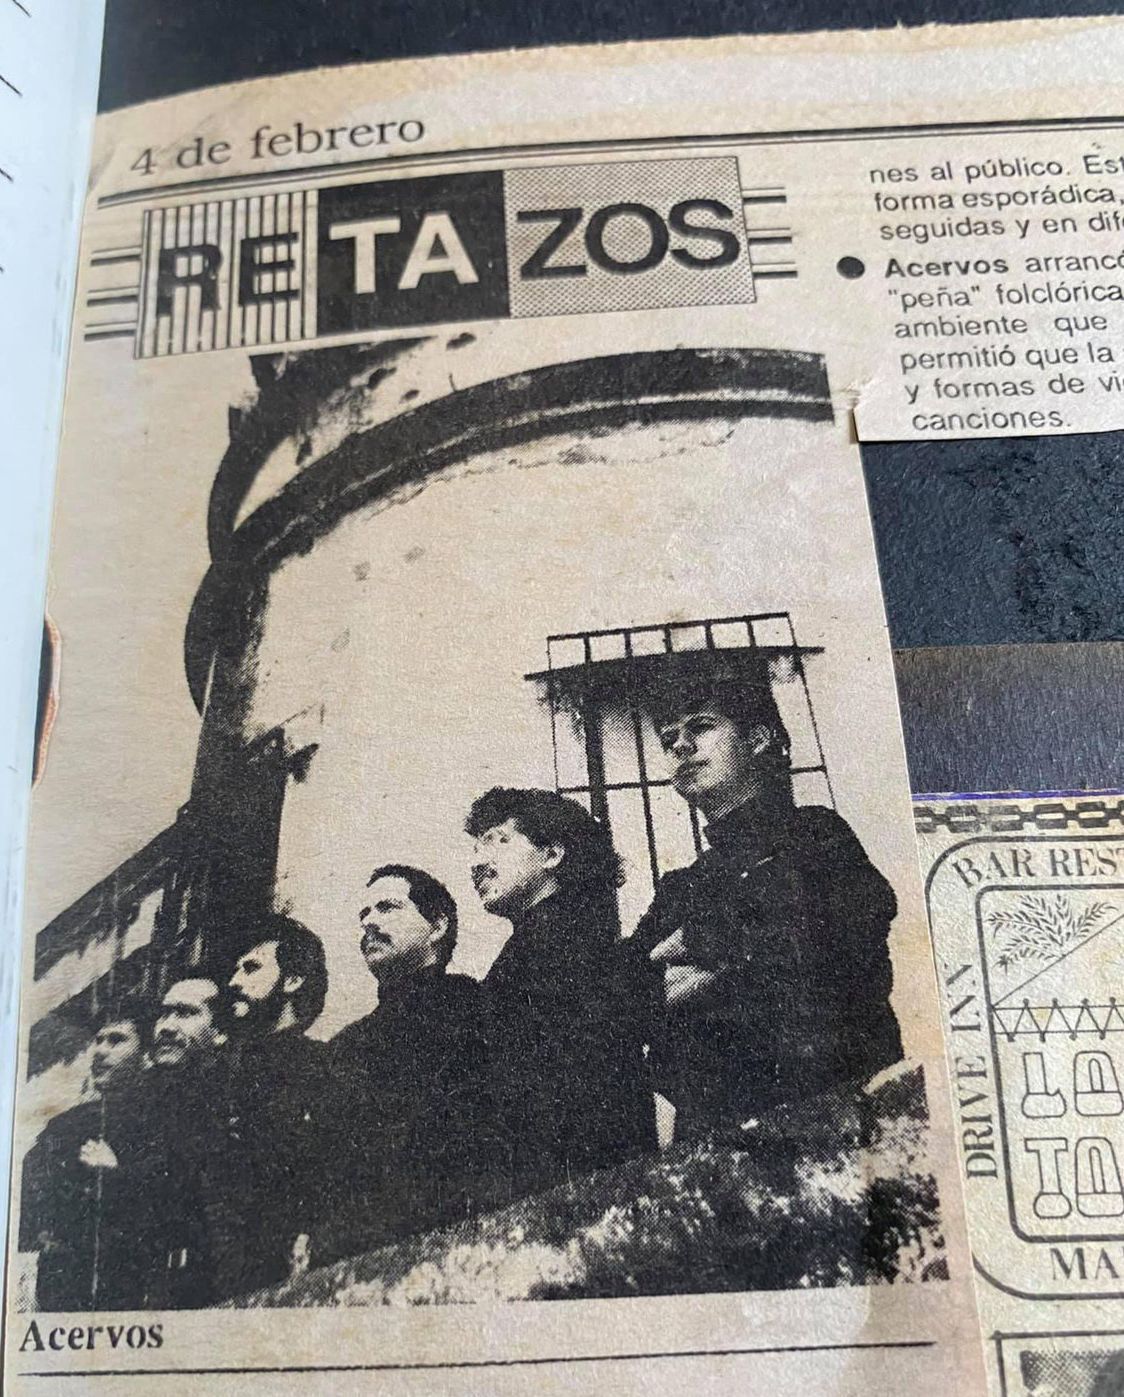 4 de febrero
RETAZOS
nes al público. Est
forma esporádica,
seguidas y en dife
● Acervos arrancó
"peña" folclórica
ambiente que
permitió que la
y formas de vi
canciones.
Acervos
BAR REST
DRIVE INN
MA